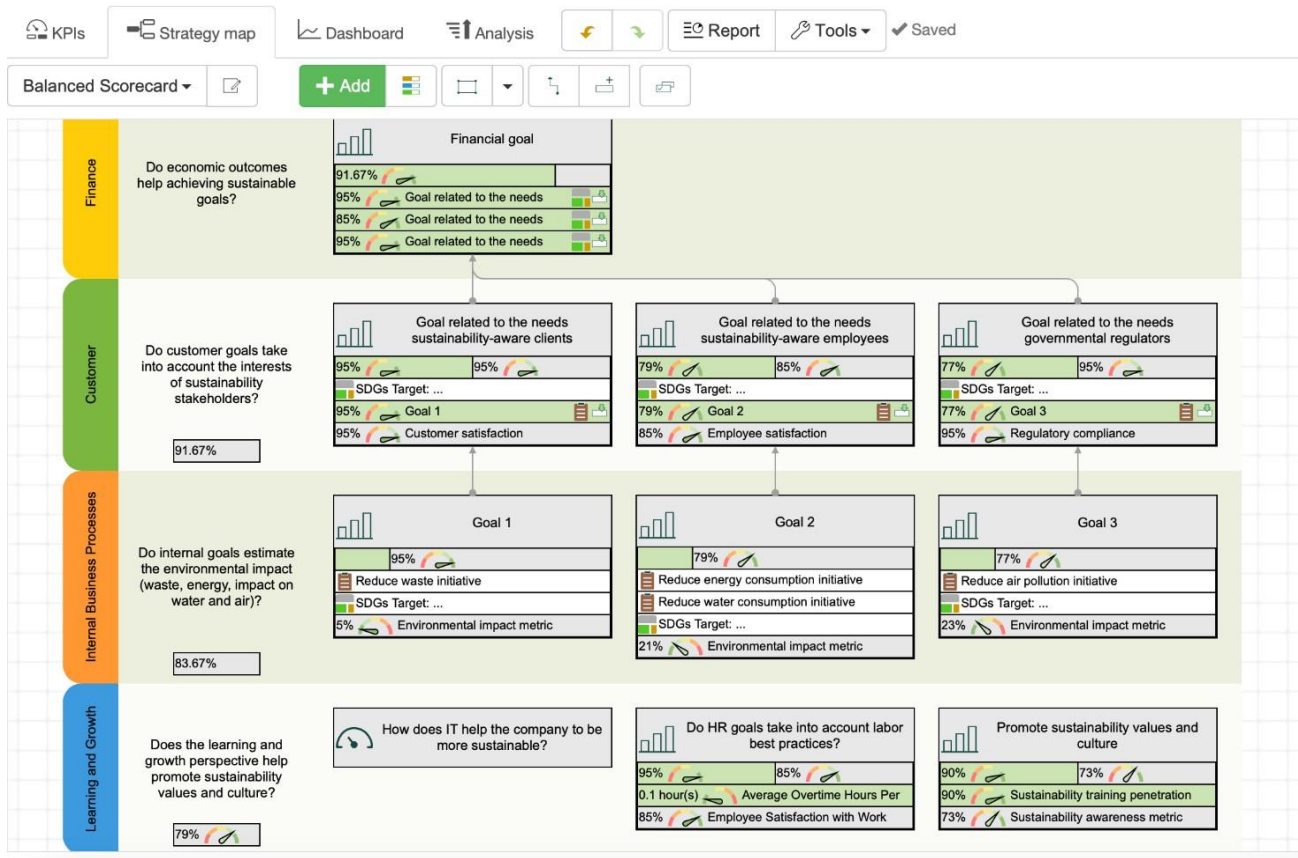 KPIs
Strategy map
Dashboard
Analysis
Report
Tools
Saved
Balanced Scorecard
Add
Finance
Do economic outcomes
help achieving sustainable
goals?
Financial goal
91.67%
95% Goal related to the needs
85% Goal related to the needs
95% Goal related to the needs
Customer
Do customer goals take
into account the interests
of sustainability
stakeholders?
91.67%
Goal related to the needs
sustainability-aware clients
95% 95%
SDGs Target: ...
95% Goal 1
95% Customer satisfaction
Goal related to the needs
sustainability-aware employees
79% 85%
SDGs Target: ...
79% Goal 2
85% Employee satisfaction
Goal related to the needs
governmental regulators
77% 95%
SDGs Target: ...
77% Goal 3
95% Regulatory compliance
Internal Business Processes
Do internal goals estimate
the environmental impact
(waste, energy, impact on
water and air)?
83.67%
Goal 1
95%
Reduce waste initiative
SDGs Target: ...
5% Environmental impact metric
Goal 2
79%
Reduce energy consumption initiative
Reduce water consumption initiative
SDGs Target: ...
21% Environmental impact metric
Goal 3
77%
Reduce air pollution initiative
SDGs Target: ...
23% Environmental impact metric
Learning and Growth
Does the learning and
growth perspective help
promote sustainability
values and culture?
79%
How does IT help the company to be
more sustainable?
Do HR goals take into account labor
best practices?
95% 85%
0.1 hour(s) Average Overtime Hours Per
85% Employee Satisfaction with Work
Promote sustainability values and
culture
90% 73%
90% Sustainability training penetration
73% Sustainability awareness metric